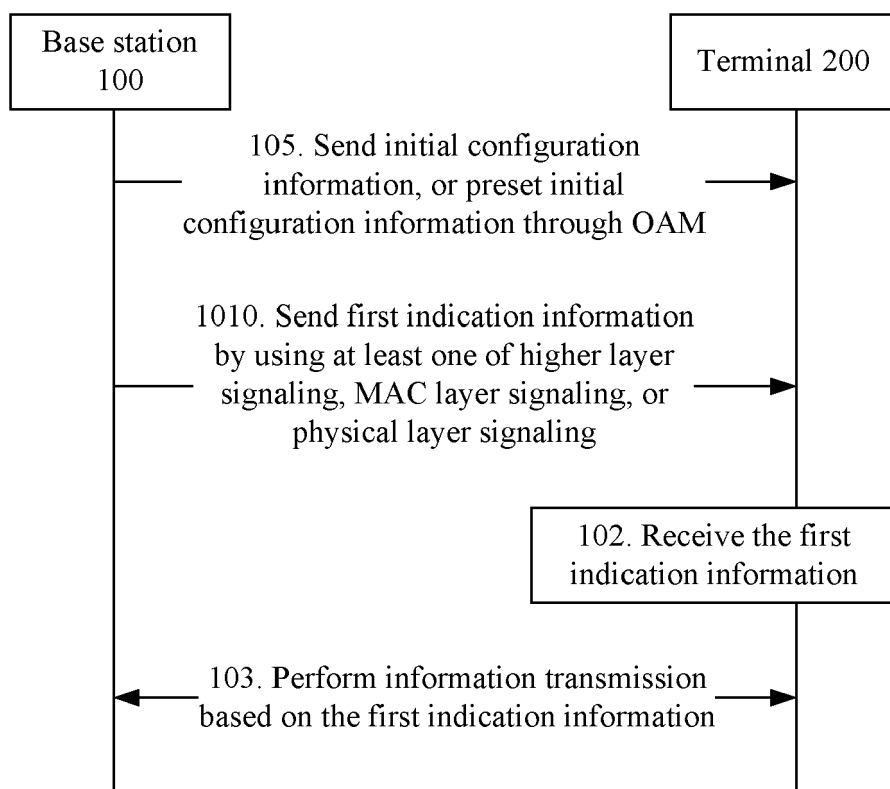 Base station
100
Terminal 200
105. Send initial configuration
information, or preset initial
configuration information through OAM
1010. Send first indication information
by using at least one of higher layer
signaling, MAC layer signaling, or
physical layer signaling
102. Receive the first
indication information
103. Perform information transmission
based on the first indication information